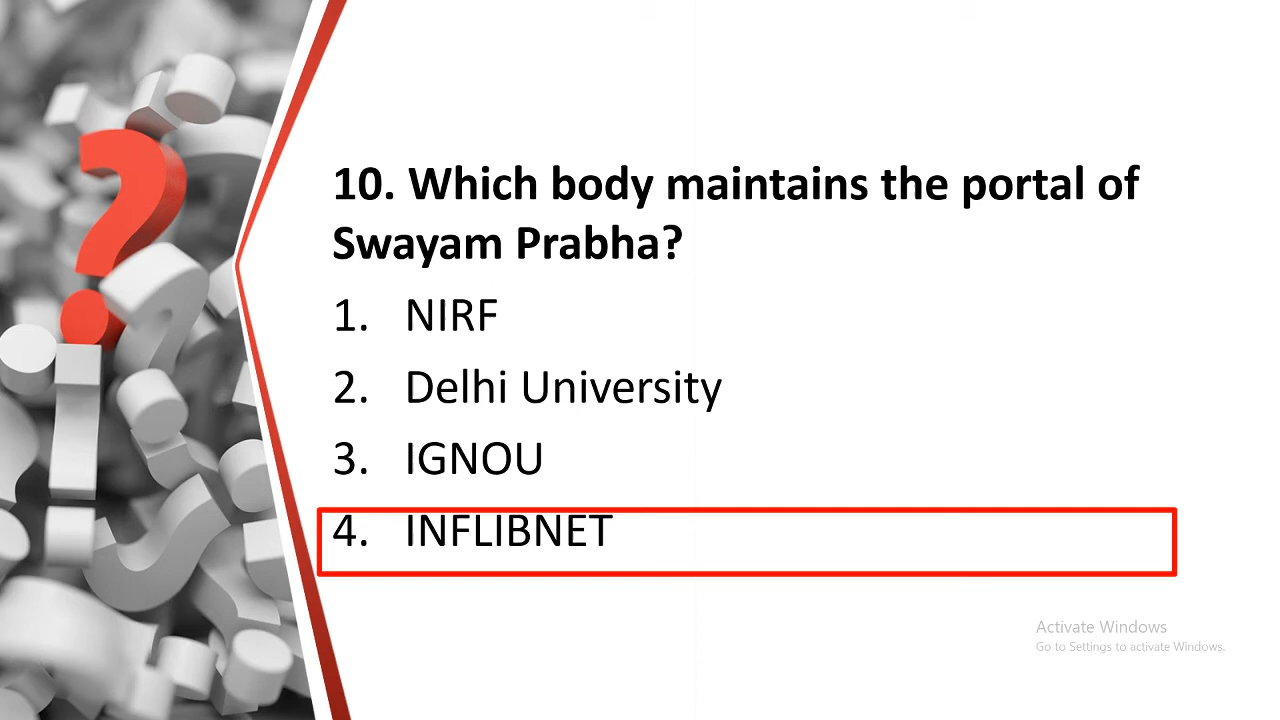 10. Which body maintains the portal of
Swayam Prabha?
1. NIRF
2. Delhi University
3. IGNOU
4. INFLIBNET
Activate Windows
Go to Settings to activate Windows.